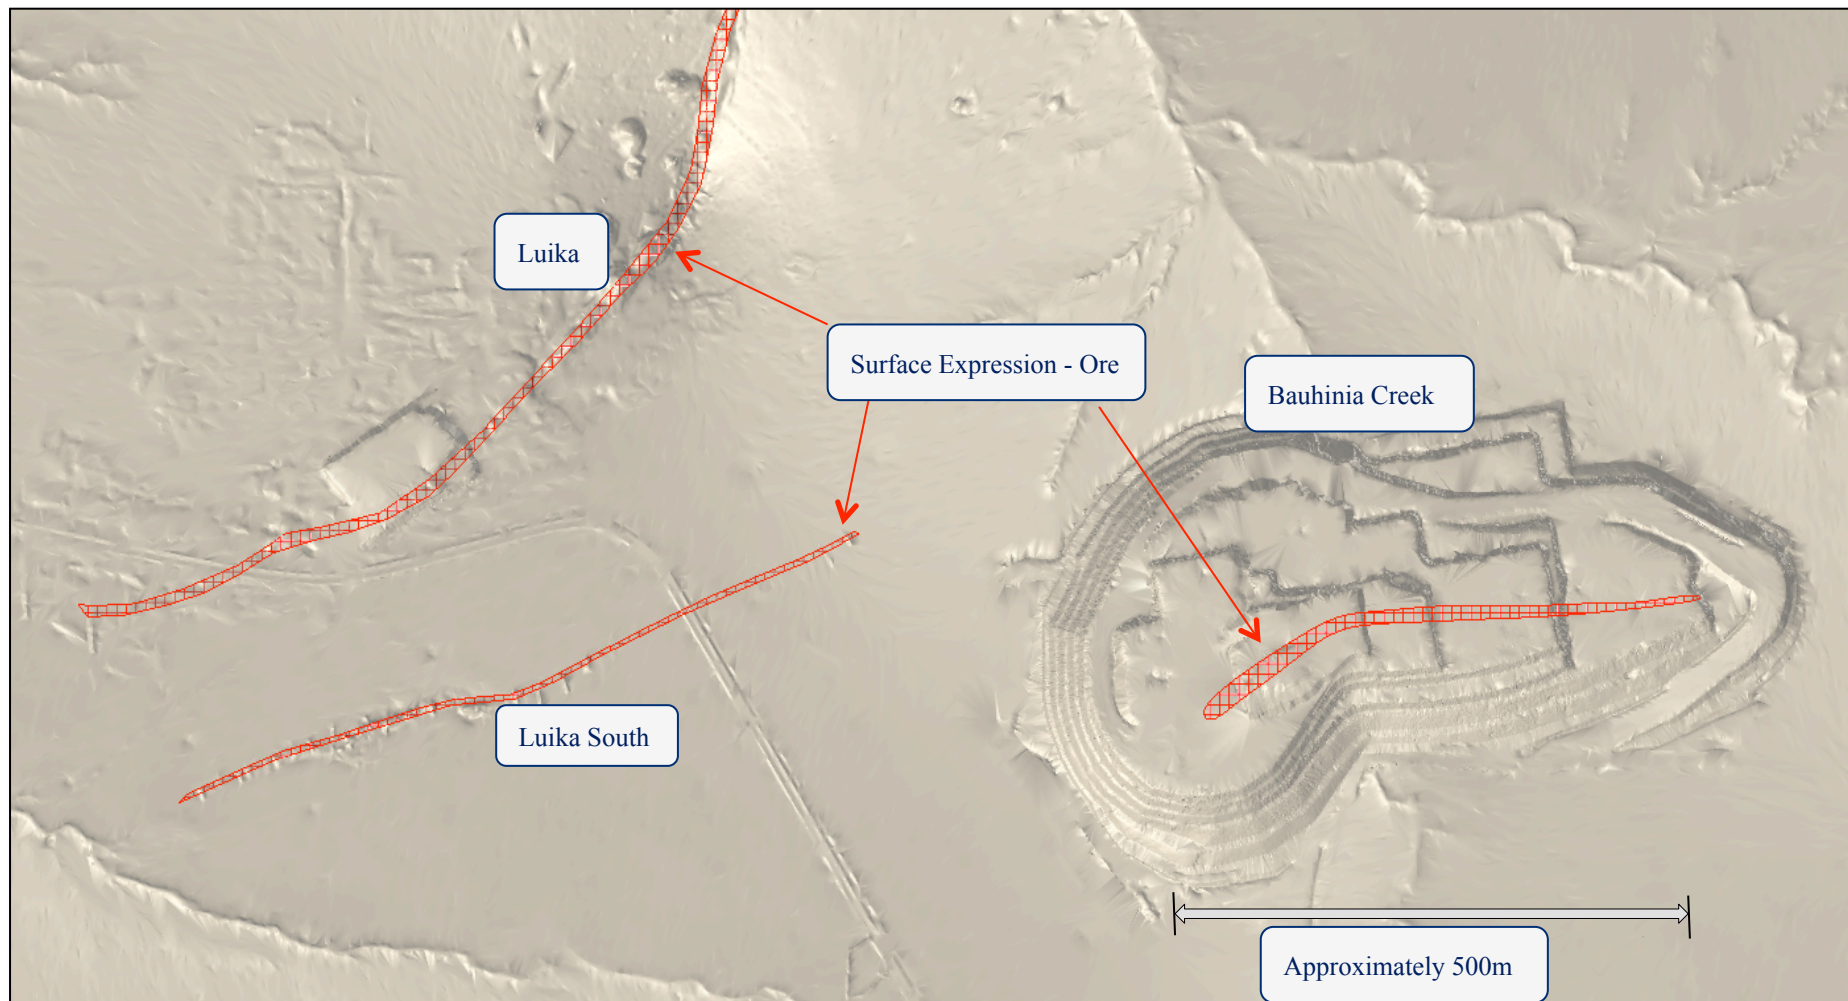 Luika
Surface Expression - Ore
Bauhinia Creek
Luika South
Approximately 500m